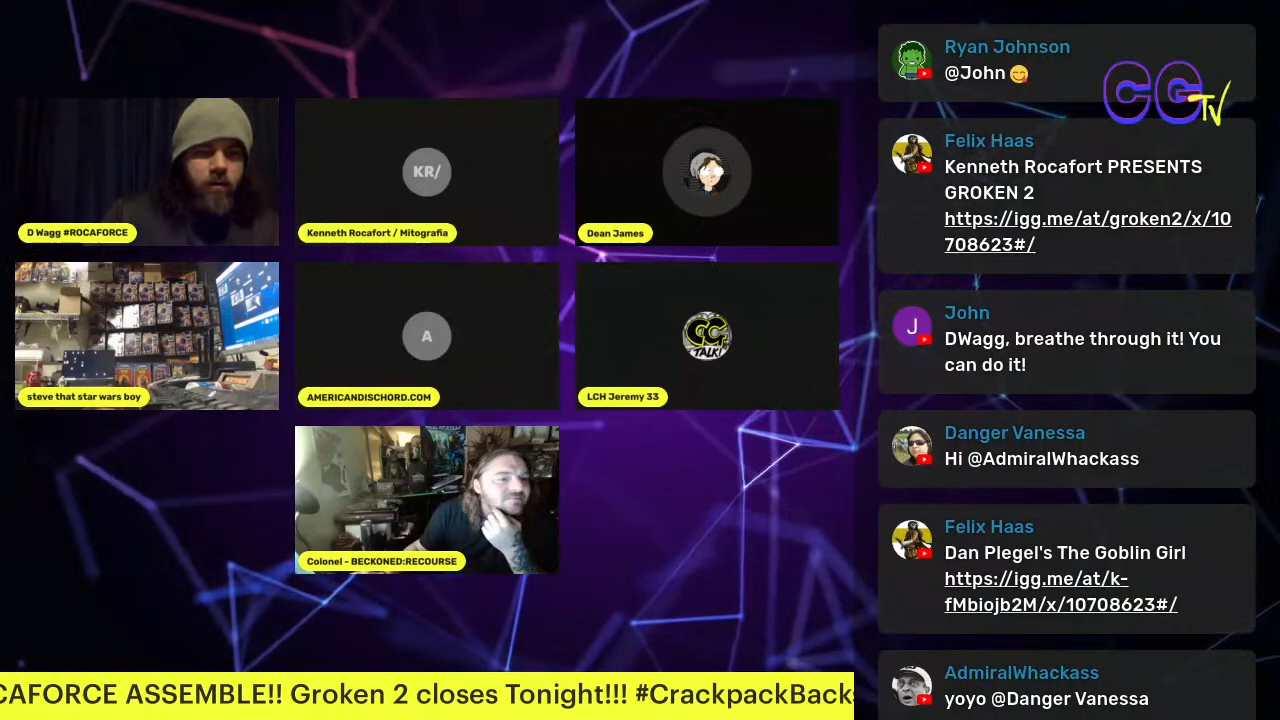 D Wagg #ROCAFORCE
KR/
Kenneth Rocafort / Mitografia
Dean James
steve that star wars boy
A
AMERICANDISCHORD.COM
CG
TALK!
LCH Jeremy 33
Colonel - BECKONED:RECOURSE
CAFORCE ASSEMBLE!! Groken 2 closes Tonight!!! #CrackpackBack
CGTV
Ryan Johnson
@John 😋
Felix Haas
Kenneth Rocafort PRESENTS
GROKEN 2
https://igg.me/at/groken2/x/10
708623#/
J
John
DWagg, breathe through it! You
can do it!
Danger Vanessa
Hi @AdmiralWhackass
Felix Haas
Dan Plegel's The Goblin Girl
https://igg.me/at/k-
fMbiojb2M/x/10708623#/
AdmiralWhackass
yoyo @Danger Vanessa